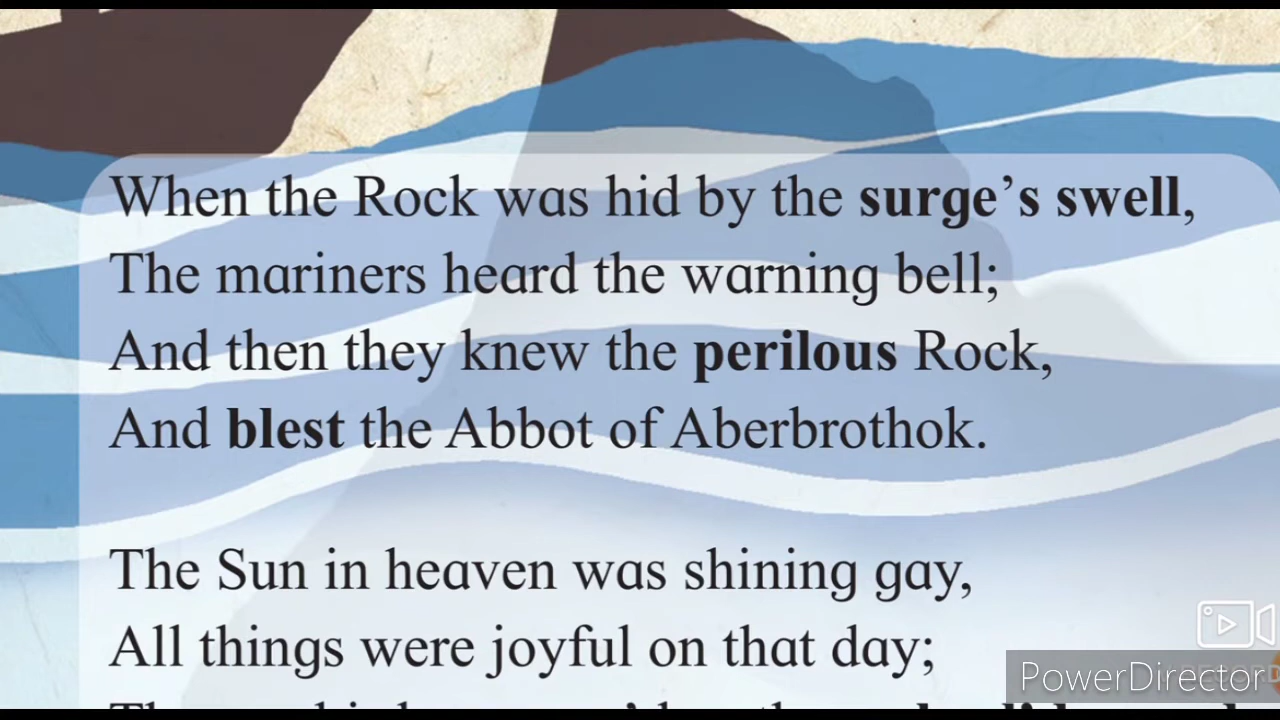 When the Rock was hid by the surge's swell,
The mariners heard the warning bell;
And then they knew the perilous Rock,
And blest the Abbot of Aberbrothok.
The Sun in heaven was shining gay,
All things were joyful on that day;
PowerDirector